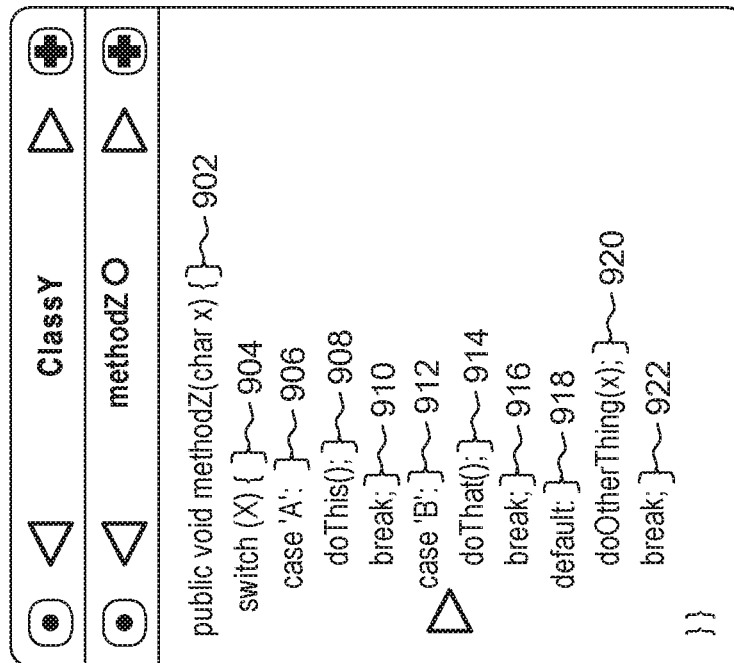 ClassY
methodZ
public void methodZ(char x) { 902
switch (X) { 904
case 'A': 906
doThis(); 908
break; 910
case 'B': 912
doThat(); 914
break; 916
default: 918
doOtherThing(x); 920
break; 922
} }